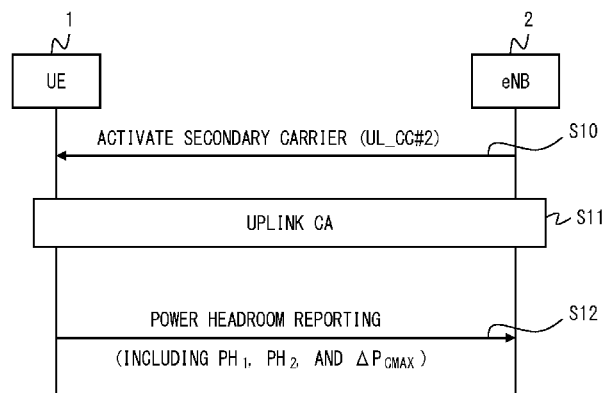 1
2
UE
eNB
ACTIVATE SECONDARY CARRIER (UL_CC#2)
S10
UPLINK CA
S11
POWER HEADROOM REPORTING
S12
(INCLUDING PH1, PH2, AND ΔPCMAX)